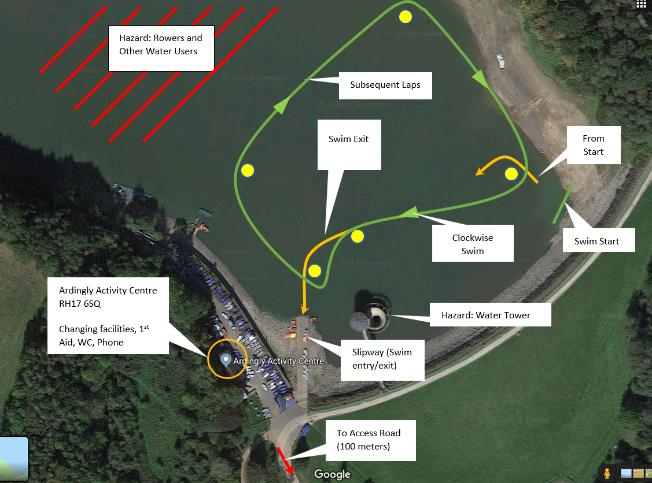 Hazard: Rowers and
Other Water Users
Subsequent Laps
Swim Exit
From
Start
Clockwise
Swim
Swim Start
Ardingly Activity Centre
RH17 6SQ
Changing facilities, 1st
Aid, WC, Phone
Hazard: Water Tower
Ardingly Activity Centre
Slipway (Swim
entry/exit)
To Access Road
(100 meters)
Google